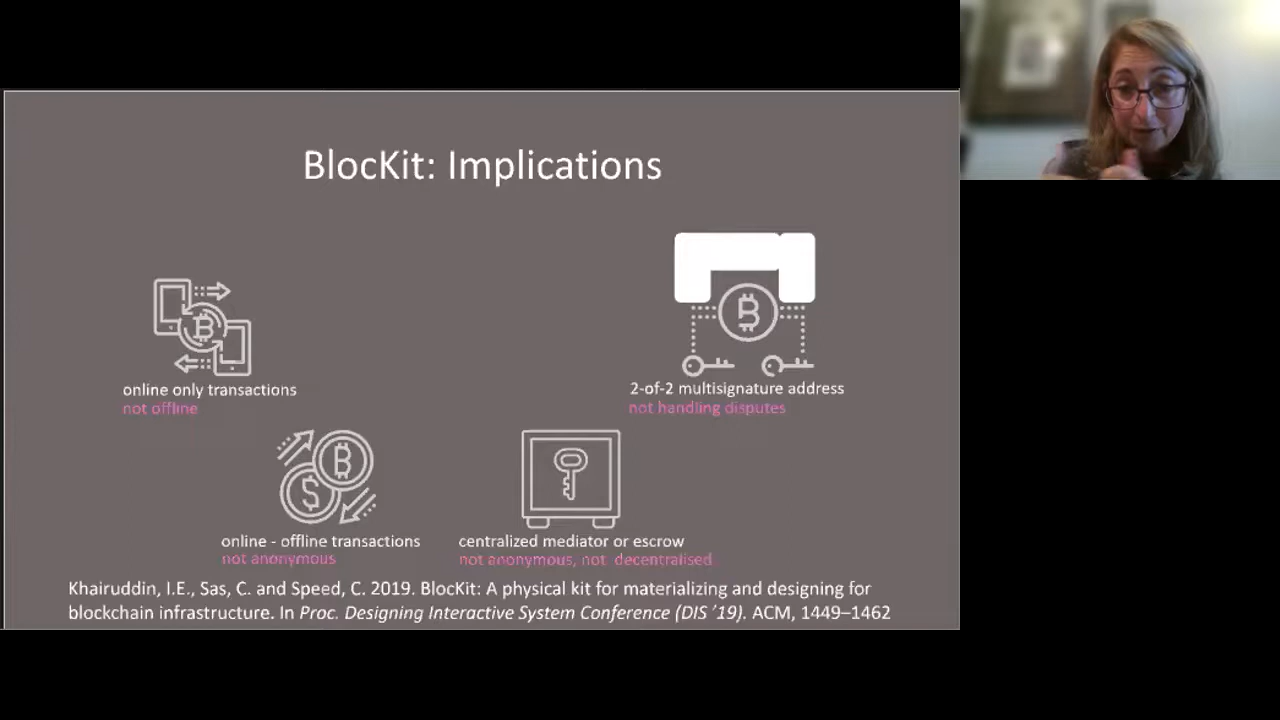 BlocKit: Implications
online only transactions
not offline
2-of-2 multisignature address
not handling disputes
online - offline transactions
not anonymous
centralized mediator or escrow
not anonymous, not decentralised
Khairuddin, I.E., Sas, C. and Speed, C. 2019. BlocKit: A physical kit for materializing and designing for
blockchain infrastructure. In Proc. Designing Interactive System Conference (DIS ’19). ACM, 1449–1462